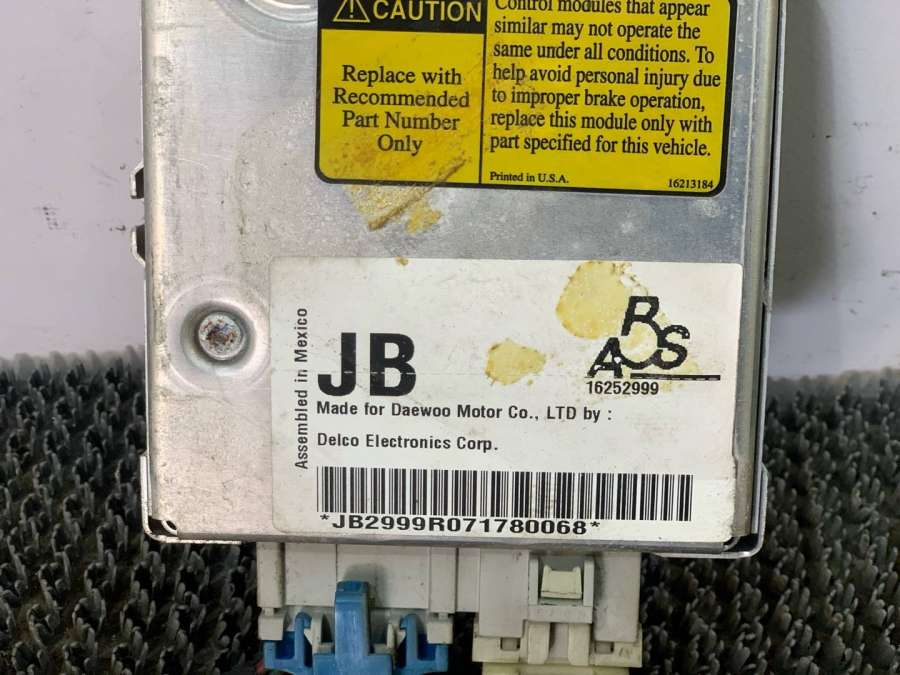 CAUTION
Replace with
Recommended
Part Number
Only
Control modules that appear
similar may not operate the
same under all conditions. To
help avoid personal injury due
to improper brake operation,
replace this module only with
part specified for this vehicle.
Printed in U.S.A.
16213184
Assembled in Mexico
JB
ABS
16252999
Made for Daewoo Motor Co., LTD by :
Delco Electronics Corp.
*JB2999R071780068*